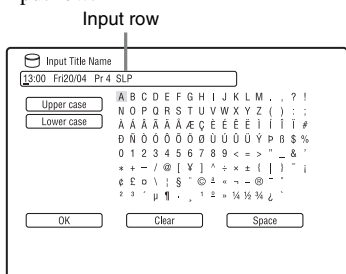 Input row
Input Title Name
13:00 Fri20/04 Pr 4 SLP
Upper case
Lower case
A B C D E F G H I J K L M . , ? !
N O P Q R S T U V W X Y Z ( ) : ;
À Á Â Ã Ä Å Æ Ç È É Ê Ë Ì Í Î Ï #
Ð Ñ Ò Ó Ô Õ Ö Ø Ù Ú Û Ü Ý Þ ß $ %
0 1 2 3 4 5 6 7 8 9 < = > " _ & '
* + – / @ [ ¥ ] ^ ÷ × ± { | } ~ ¡
¢ £ ¤ \ ¦ § ¨ © ª « ¬ - ® ¯ °
² ³ ´ µ ¶ · ¸ ¹ º » ¼ ½ ¾ ¿ `
OK
Clear
Space